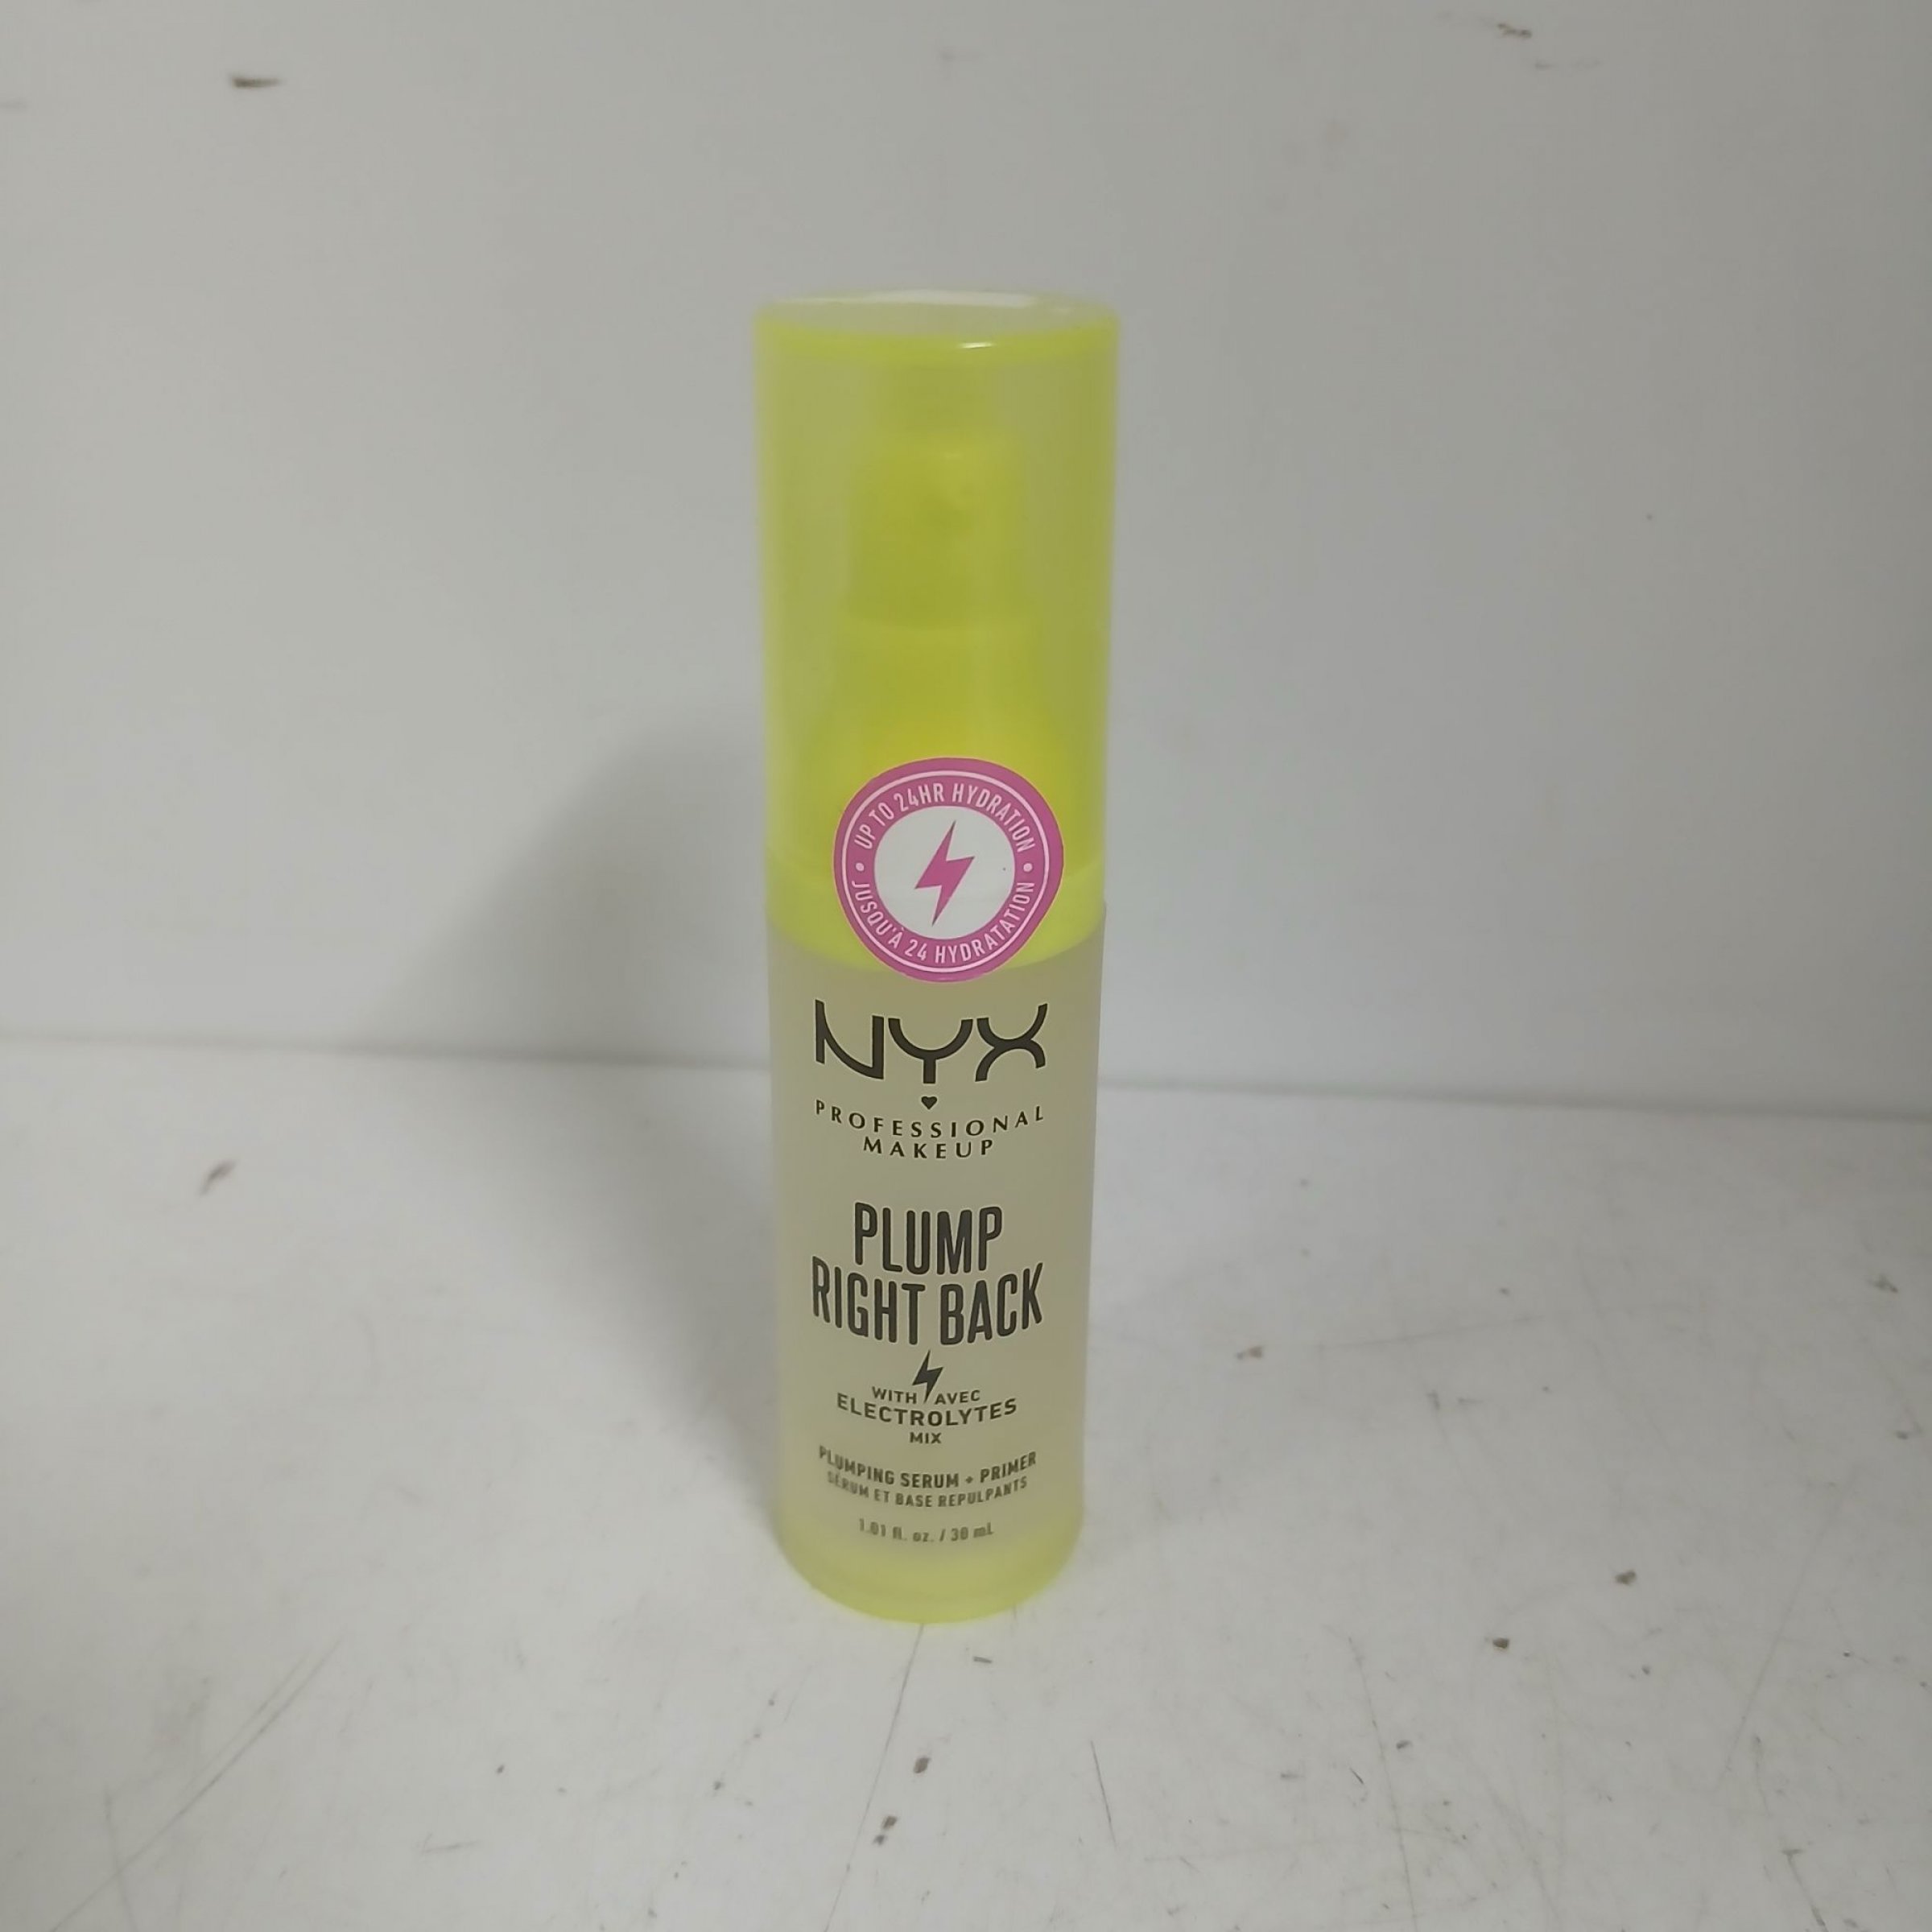 UP TO 24HR HYDRATION
JUSQU'À 24 HYDRATATION
NYX
PROFESSIONAL
MAKEUP
PLUMP
RIGHT BACK
WITH AVEC
ELECTROLYTES
MIX
PLUMPING SERUM + PRIMER
SÉRUM ET BASE REPULPANTS
1.01 fl. oz. / 30 mL